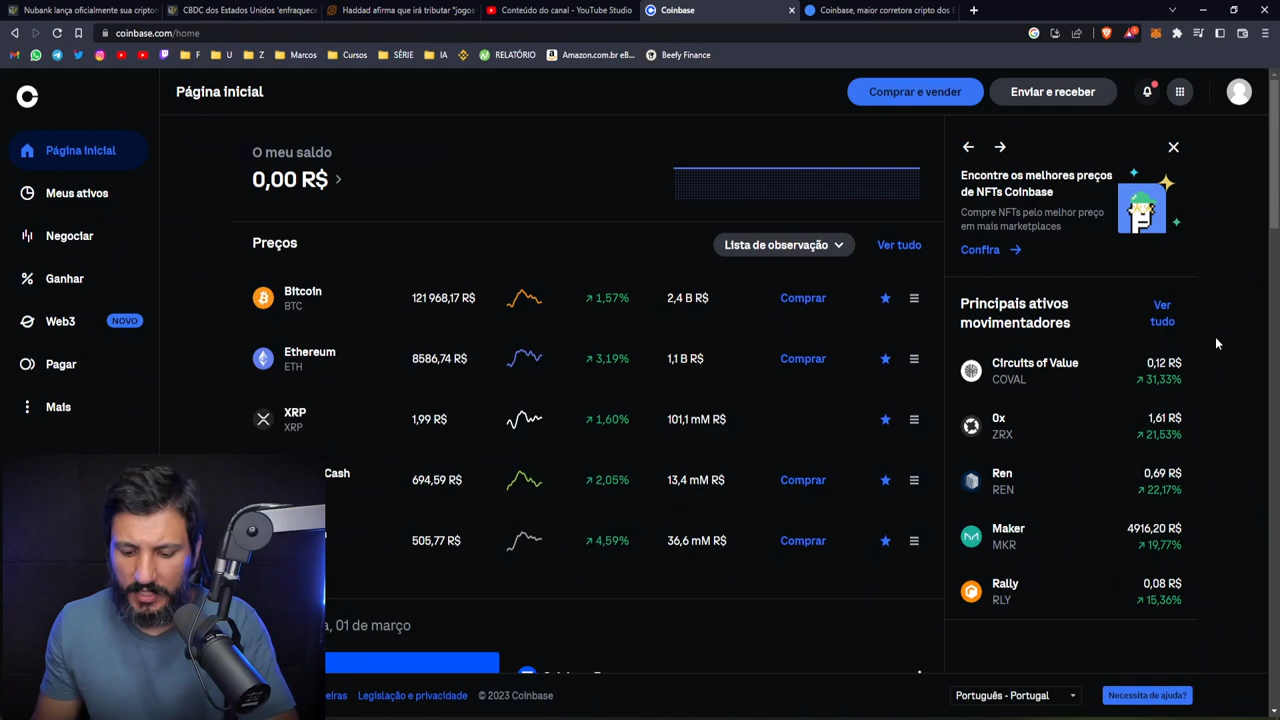 Nubank lança oficialmente sua cripton
CBDC dos Estados Unidos 'enfraquece
Haddad afirma que irá tributar "jogos
Conteúdo do canal - YouTube Studio
Coinbase
Coinbase, maior corretora cripto dos E
coinbase.com/home
F
U
Z
Marcos
Cursos
SÉRIE
IA
RELATÓRIO
Amazon.com.br eB...
Beefy Finance
Página inicial
Comprar e vender
Enviar e receber
Página inicial
Meus ativos
Negociar
Ganhar
Web3
NOVO
Pagar
Mais
O meu saldo
0,00 R$
Preços
Lista de observação
Ver tudo
Bitcoin
BTC
121 968,17 R$
1,57%
2,4 B R$
Comprar
Ethereum
ETH
8586,74 R$
3,19%
1,1 B R$
Comprar
XRP
XRP
1,99 R$
1,60%
101,1 mM R$
Cash
694,59 R$
2,05%
13,4 mM R$
Comprar
505,77 R$
4,59%
36,6 mM R$
Comprar
a, 01 de março
Encontre os melhores preços
de NFTs Coinbase
Compre NFTs pelo melhor preço
em mais marketplaces
Confira
Principais ativos
movimentadores
Ver
tudo
Circuits of Value
COVAL
0,12 R$
31,33%
0x
ZRX
1,61 R$
21,53%
Ren
REN
0,69 R$
22,17%
Maker
MKR
4916,20 R$
19,77%
Rally
RLY
0,08 R$
15,36%
eiras
Legislação e privacidade
© 2023 Coinbase
Português - Portugal
Necessita de ajuda?